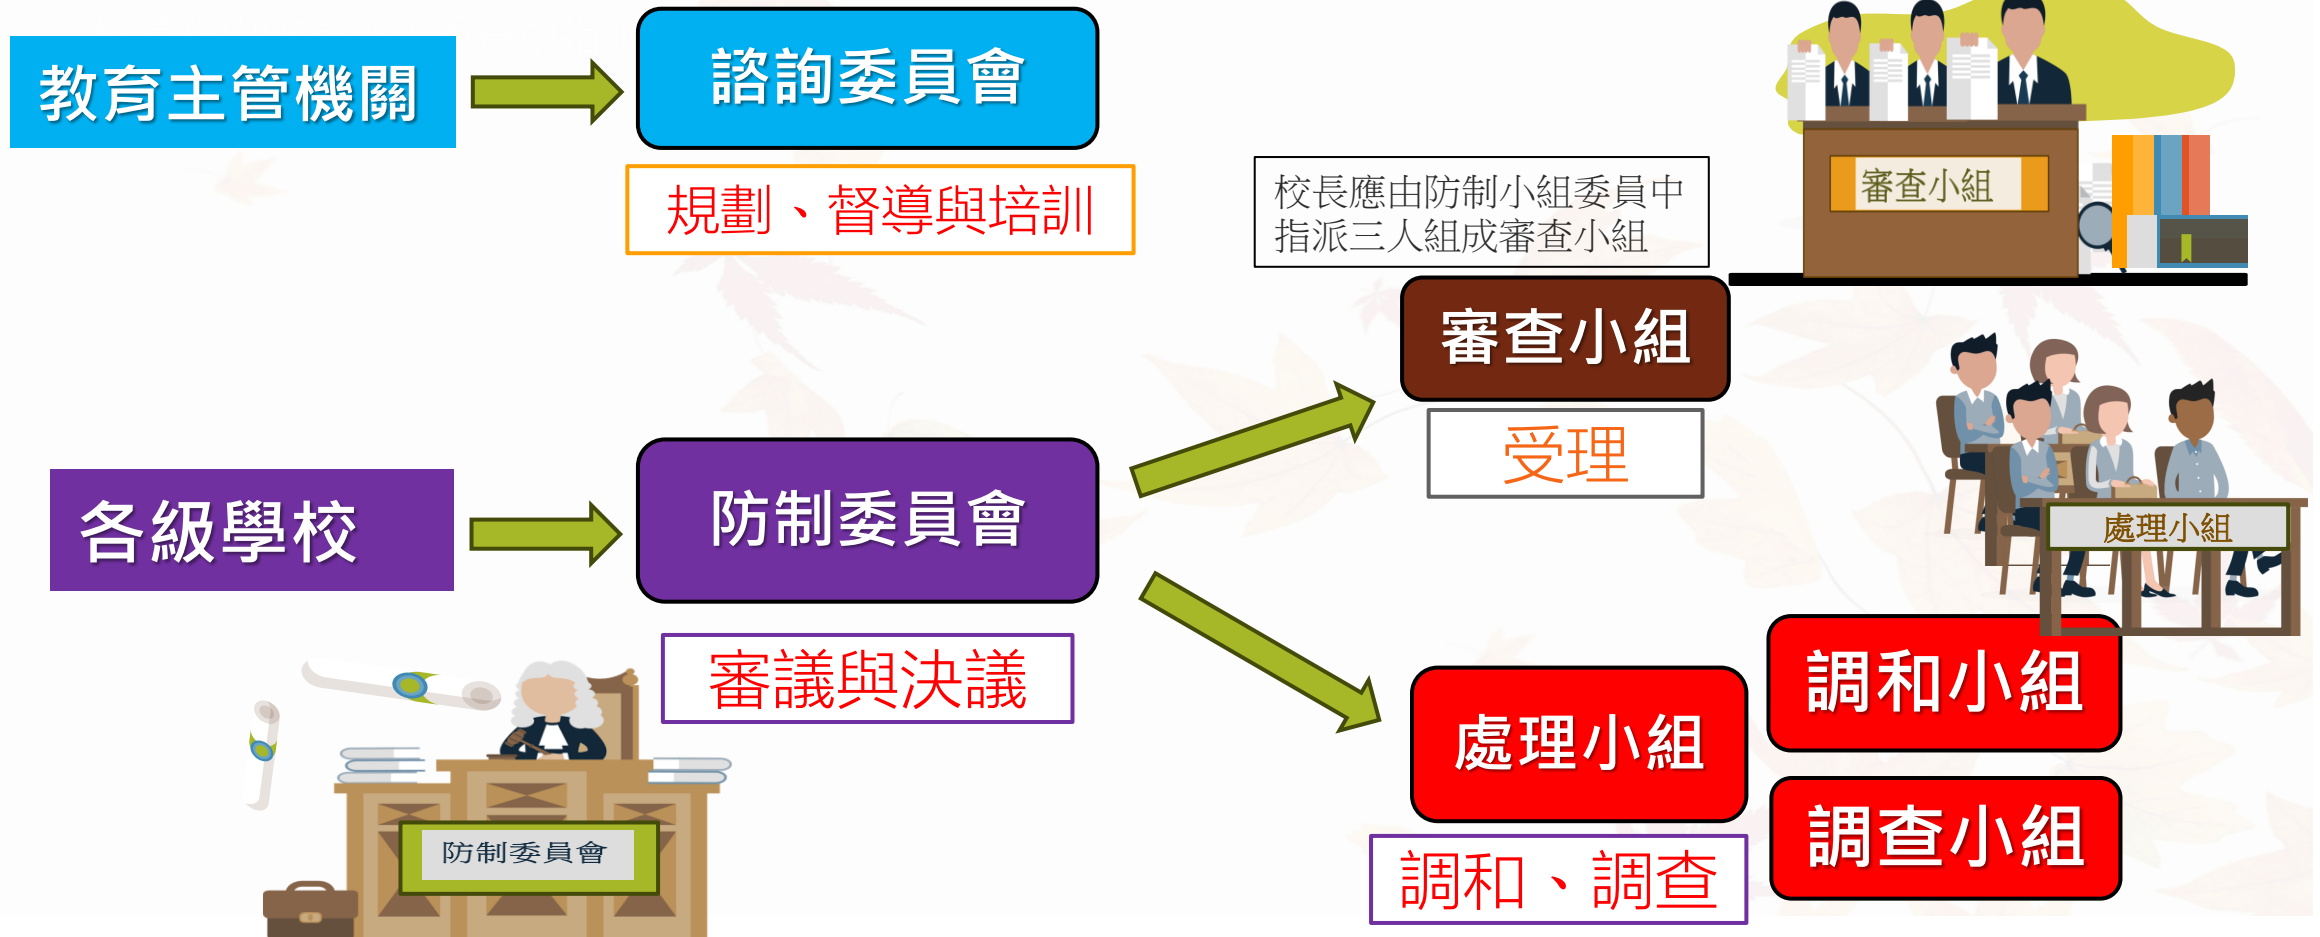 教育主管機關
諮詢委員會
規劃、督導與培訓
校長應由防制小組委員中
指派三人組成審查小組
審查小組
審查小組
受理
各級學校
防制委員會
審議與決議
處理小組
處理小組
調和小組
調查小組
調和、調查
防制委員會